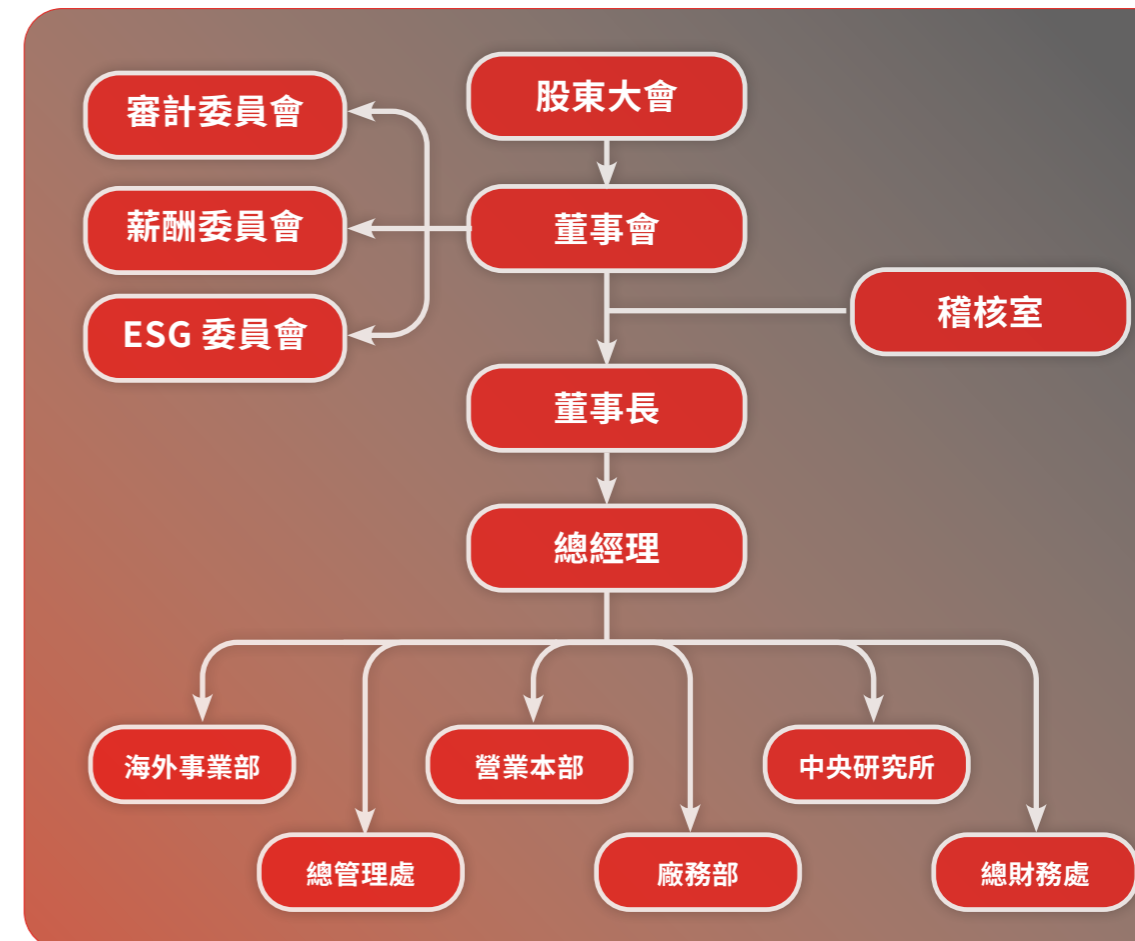 股東大會
審計委員會
董事會
薪酬委員會
ESG 委員會
稽核室
董事長
總經理
海外事業部
營業本部
中央研究所
總管理處
廠務部
總財務處